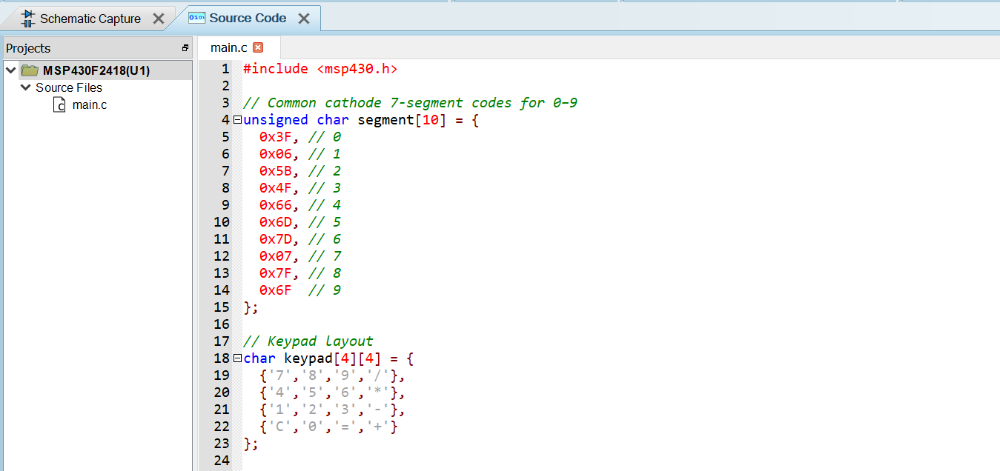 Schematic Capture
Source Code
Projects
main.c
MSP430F2418(U1)
Source Files
main.c
1 #include <msp430.h>
2
3 // Common cathode 7-segment codes for 0–9
4 unsigned char segment[10] = {
5   0x3F, // 0
6   0x06, // 1
7   0x5B, // 2
8   0x4F, // 3
9   0x66, // 4
10   0x6D, // 5
11   0x7D, // 6
12   0x07, // 7
13   0x7F, // 8
14   0x6F  // 9
15 };
16
17 // Keypad layout
18 char keypad[4][4] = {
19   {'7','8','9','/'},
20   {'4','5','6','*'},
21   {'1','2','3','-'},
22   {'C','0','=','+'}
23 };
24